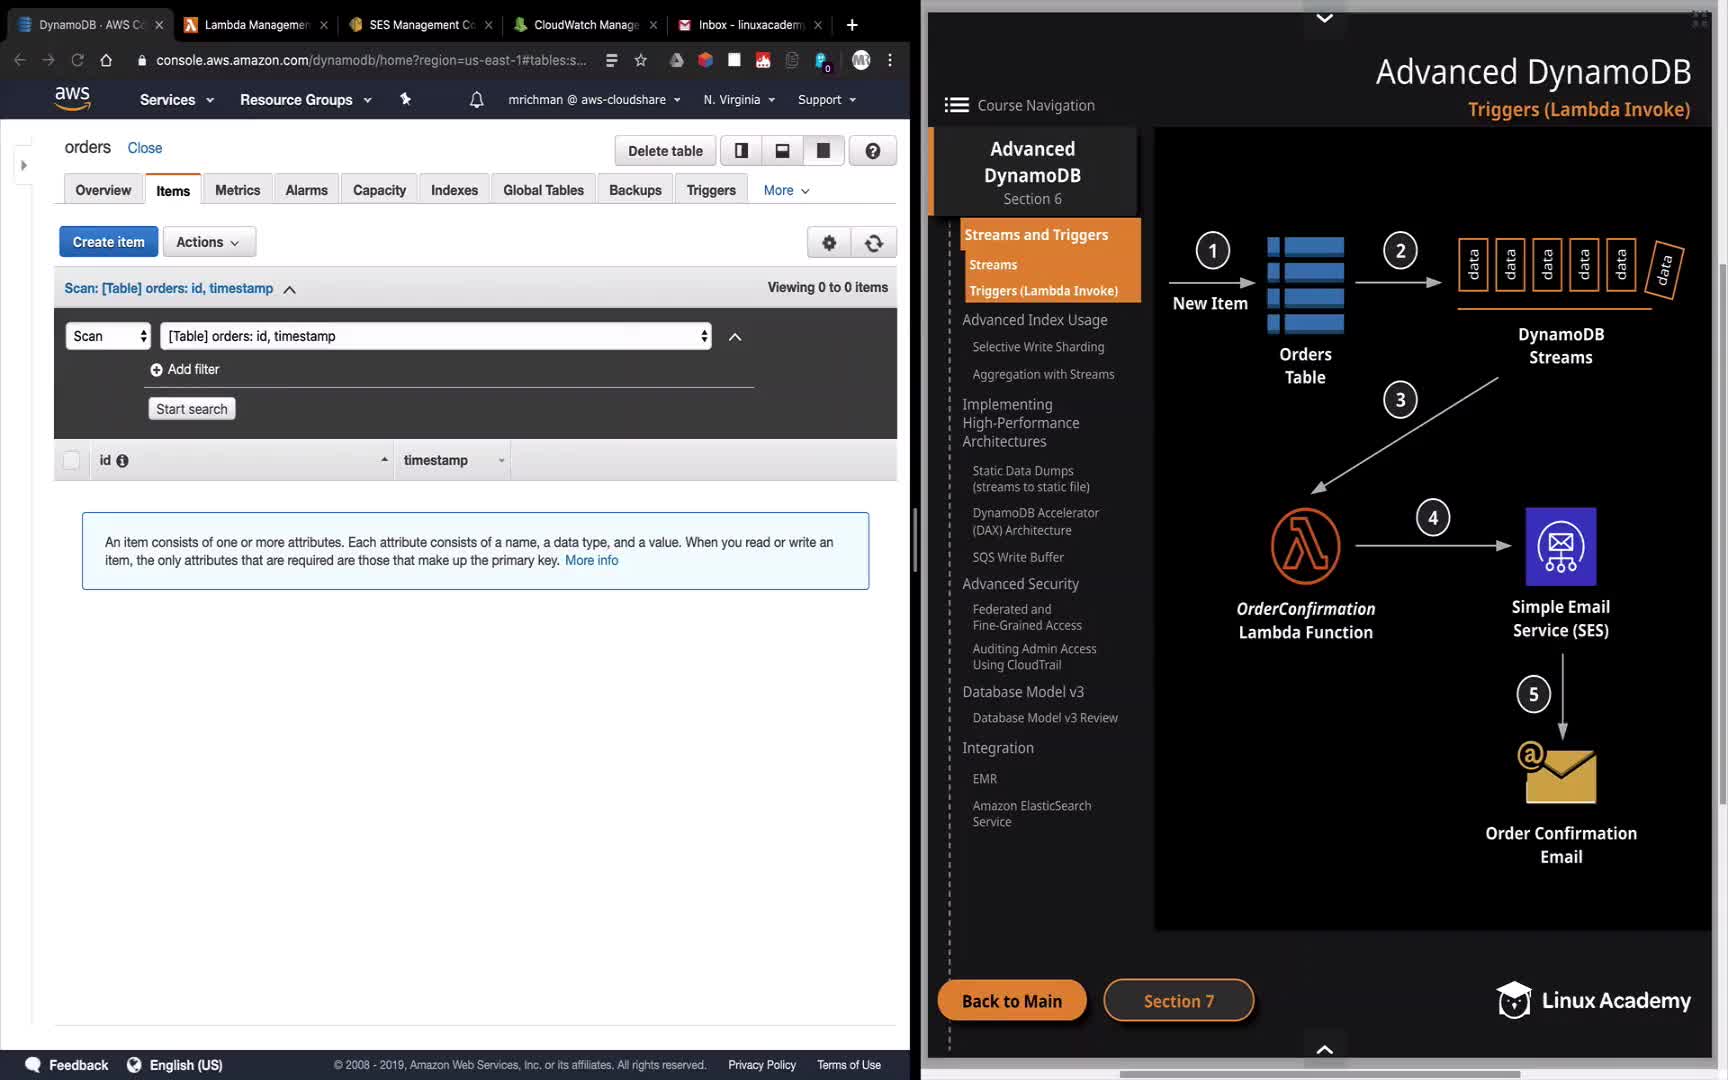 DynamoDB · AWS Co
Lambda Managemen
SES Management Co
CloudWatch Manage
Inbox - linuxacadem
console.aws.amazon.com/dynamodb/home?region=us-east-1#tables:s...
0
aws
Services
Resource Groups
mrichman @ aws-cloudshare
N. Virginia
Support
orders
Close
Delete table
Overview
Items
Metrics
Alarms
Capacity
Indexes
Global Tables
Backups
Triggers
More
Create item
Actions
Scan: [Table] orders: id, timestamp
Viewing 0 to 0 items
Scan
[Table] orders: id, timestamp
Add filter
Start search
id
timestamp
An item consists of one or more attributes. Each attribute consists of a name, a data type, and a value. When you read or write an
item, the only attributes that are required are those that make up the primary key. More info
Feedback
English (US)
© 2008 - 2019, Amazon Web Services, Inc. or its affiliates. All rights reserved.
Privacy Policy
Terms of Use
Advanced DynamoDB
Triggers (Lambda Invoke)
Course Navigation
Advanced
DynamoDB
Section 6
Streams and Triggers
Streams
Triggers (Lambda Invoke)
Advanced Index Usage
Selective Write Sharding
Aggregation with Streams
Implementing
High-Performance
Architectures
Static Data Dumps
(streams to static file)
DynamoDB Accelerator
(DAX) Architecture
SQS Write Buffer
Advanced Security
Federated and
Fine-Grained Access
Auditing Admin Access
Using CloudTrail
Database Model v3
Database Model v3 Review
Integration
EMR
Amazon ElasticSearch
Service
1
New Item
Orders
Table
2
data
data
data
data
data
data
DynamoDB
Streams
3
OrderConfirmation
Lambda Function
4
Simple Email
Service (SES)
5
@
Order Confirmation
Email
Back to Main
Section 7
Linux Academy